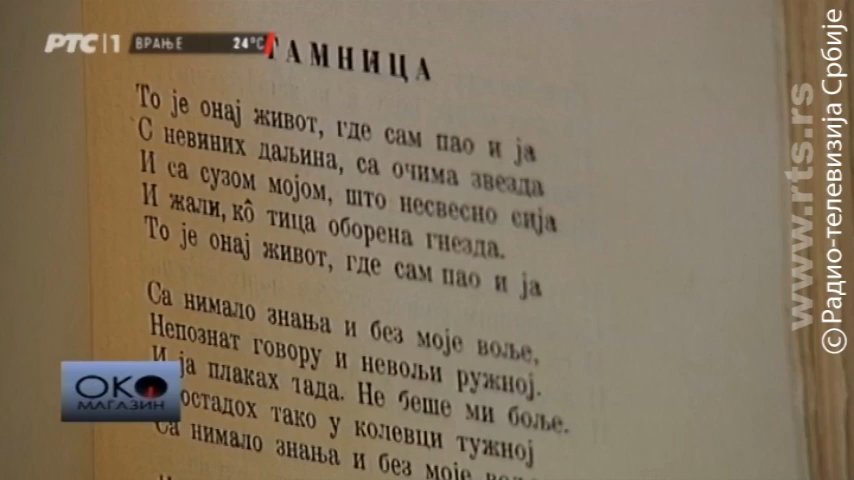 РТС|1 ВРАЊЕ 24°C
ТАМНИЦА
То је онај живот, где сам пао и ја
С невиних даљина, са очима звезда
И са сузом мојом, што несвесно сија
И жали, кô тица оборена гнезда.
То је онај живот, где сам пао и ја
Са нимало знања и без моје воље,
Непознат говору и невољи ружној.
И ја плаках тада. Не беше ми боље.
остадох тако у колевци тужној
Са нимало знања и без моје
ОКО
МАГАЗИН
www.rts.rs
© Радио-телевизија Србије